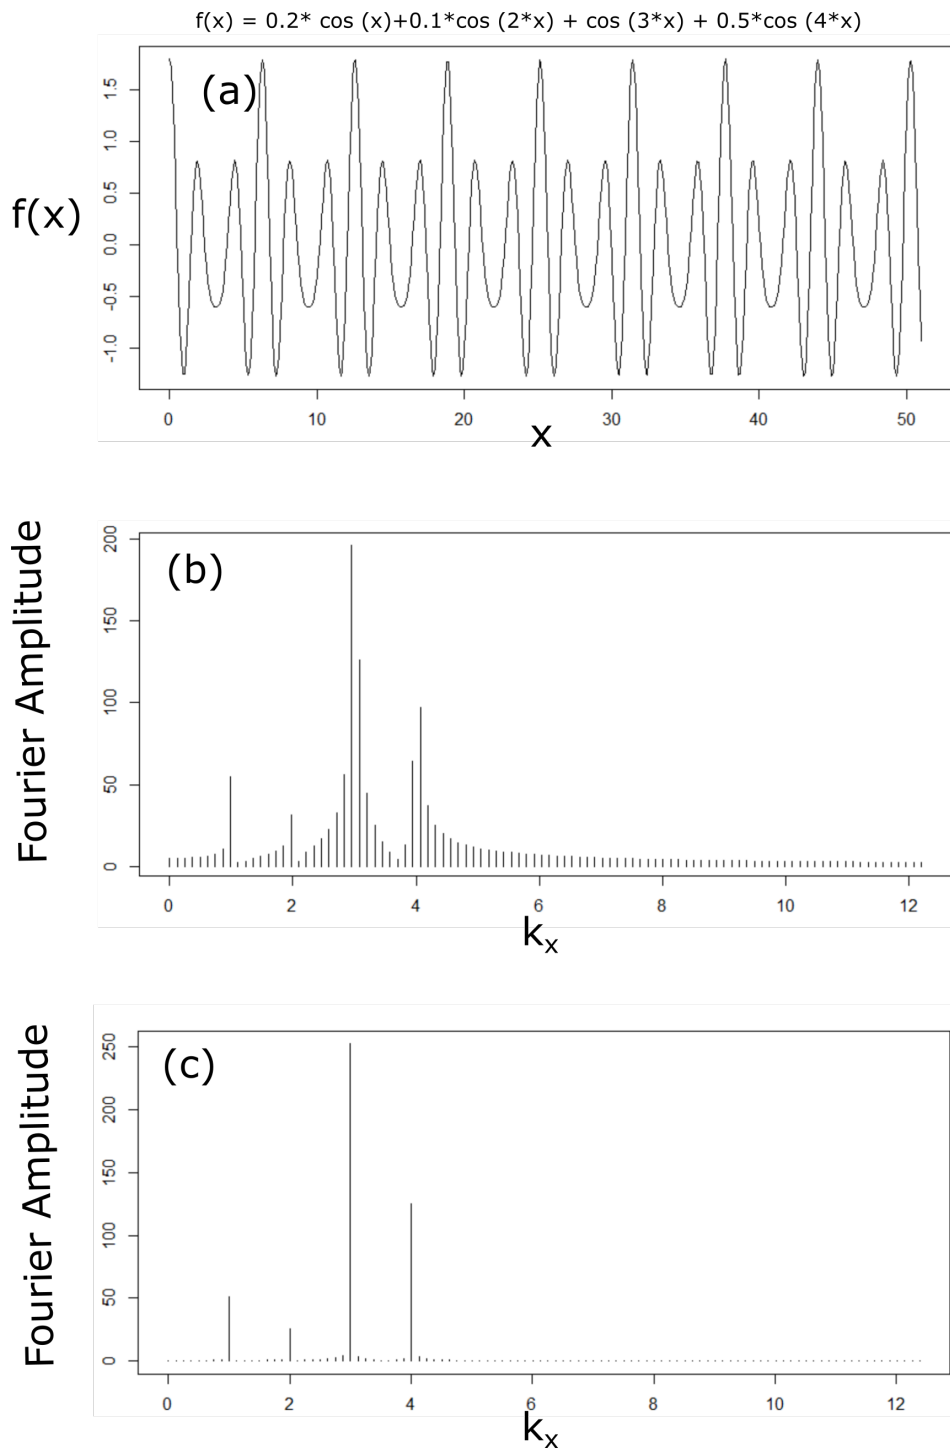 f(x) = 0.2* cos (x)+0.1*cos (2*x) + cos (3*x) + 0.5*cos (4*x)
(a)
f(x)
1.5
1.0
0.5
0.0
-0.5
-1.0
0 10 20 30 40 50
x
(b)
Fourier Amplitude
200
150
100
50
0
0 2 4 6 8 10 12
kx
(c)
Fourier Amplitude
250
200
150
100
50
0
0 2 4 6 8 10 12
kx